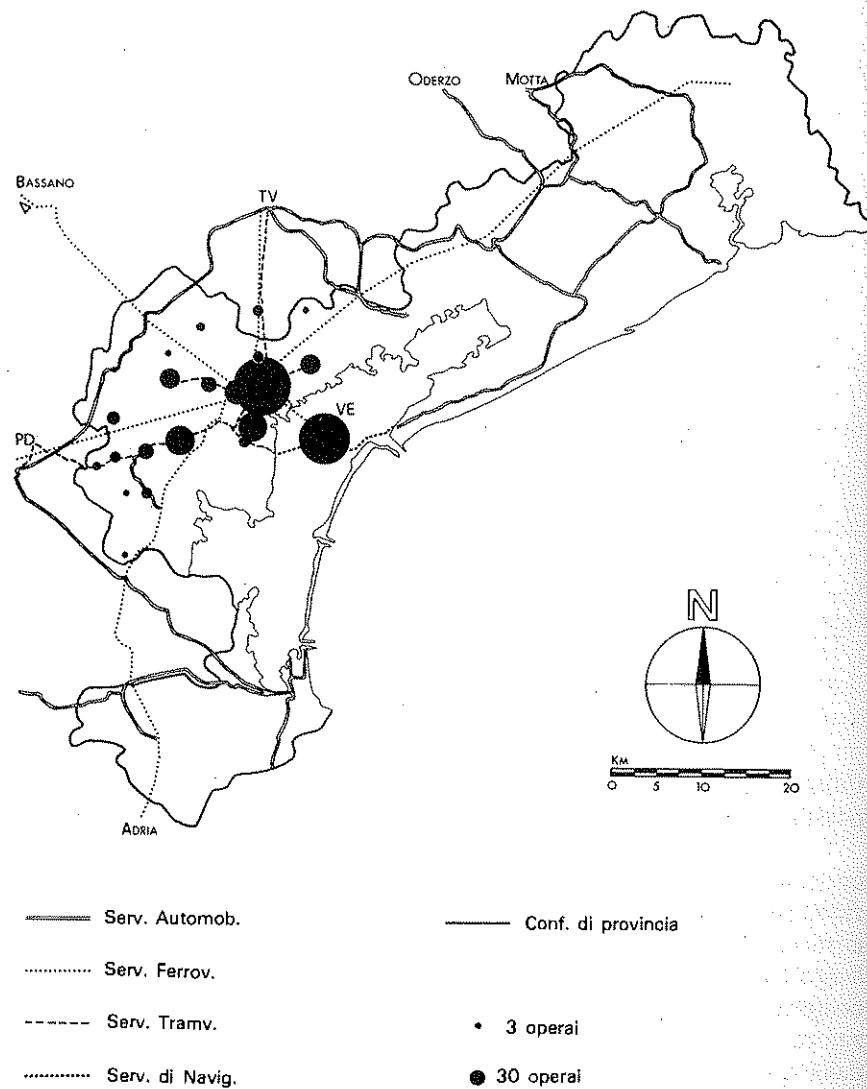 ODERZO
MOTTA
BASSANO
TV
VE
PD
N
KM
0 5 10 20
ADRIA
Serv. Automob.
Conf. di provincia
Serv. Ferrov.
Serv. Tramv.
3 operai
Serv. di Navig.
30 operai